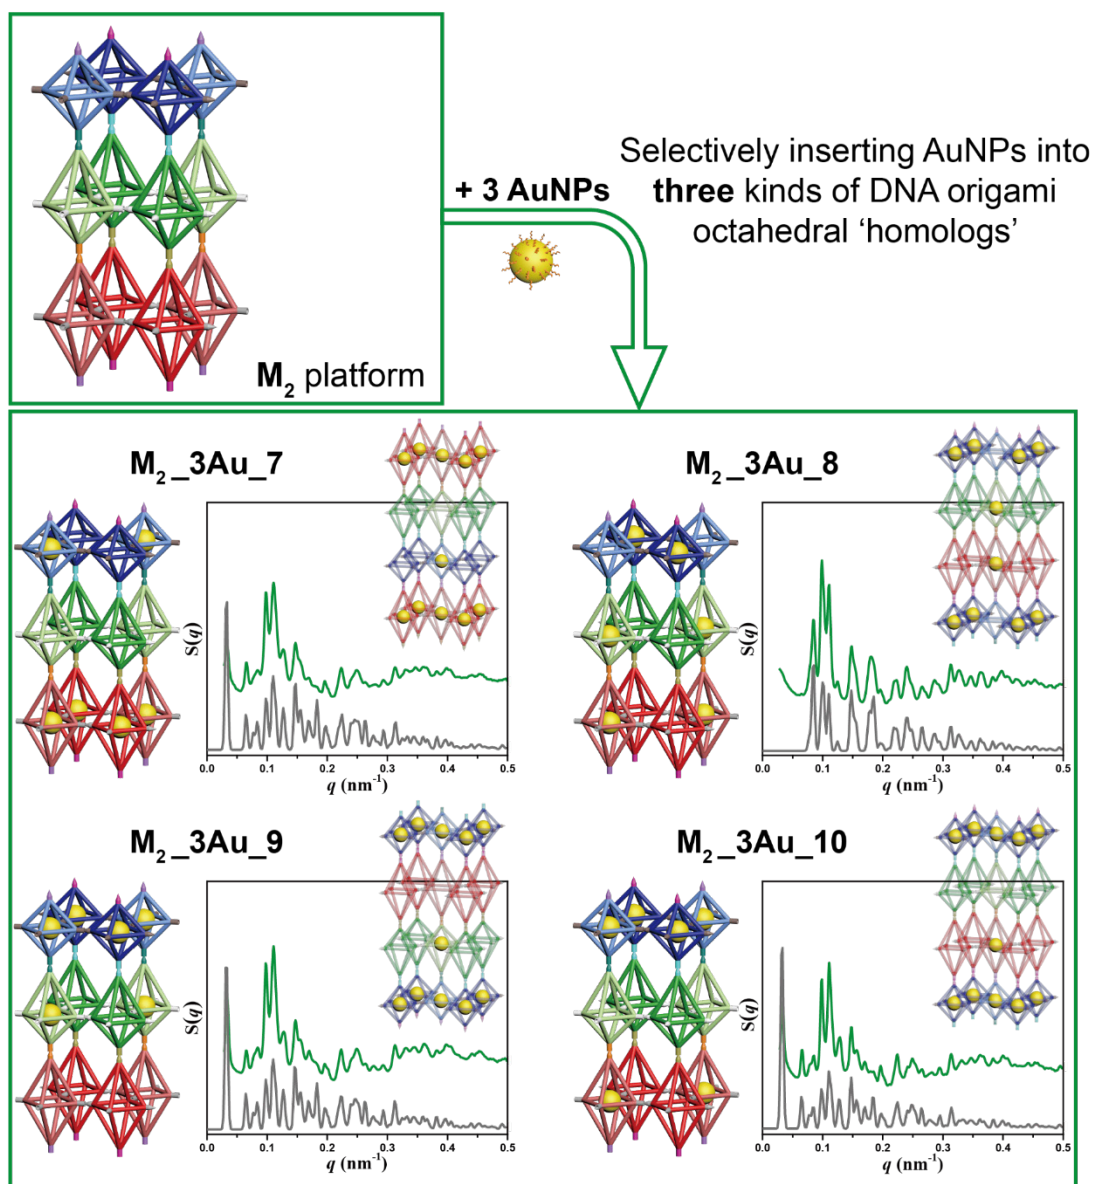 M₂ platform
+ 3 AuNPs
Selectively inserting AuNPs into
three kinds of DNA origami
octahedral ‘homologs’
M₂_3Au_7
S(q)
0.0 0.1 0.2 0.3 0.4 0.5
q (nm⁻¹)
M₂_3Au_8
S(q)
0.0 0.1 0.2 0.3 0.4 0.5
q (nm⁻¹)
M₂_3Au_9
S(q)
0.0 0.1 0.2 0.3 0.4 0.5
q (nm⁻¹)
M₂_3Au_10
S(q)
0.0 0.1 0.2 0.3 0.4 0.5
q (nm⁻¹)